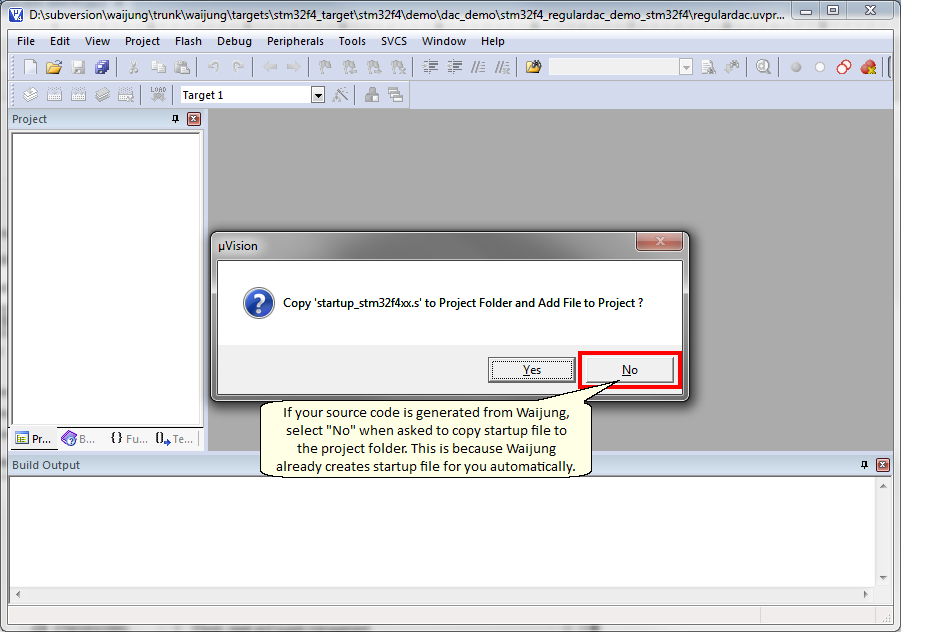 D:\subversion\waijung\trunk\waijung\targets\stm32f4_target\stm32f4\demo\dac_demo\stm32f4_regulardac_demo_stm32f4\regulardac.uvpr...
File Edit View Project Flash Debug Peripherals Tools SVCS Window Help
LOAD Target 1
Project
µVision
Copy 'startup_stm32f4xx.s' to Project Folder and Add File to Project ?
Yes No
If your source code is generated from Waijung,
select "No" when asked to copy startup file to
the project folder. This is because Waijung
already creates startup file for you automatically.
Pr... B... {} Fu... 0 Te...
Build Output